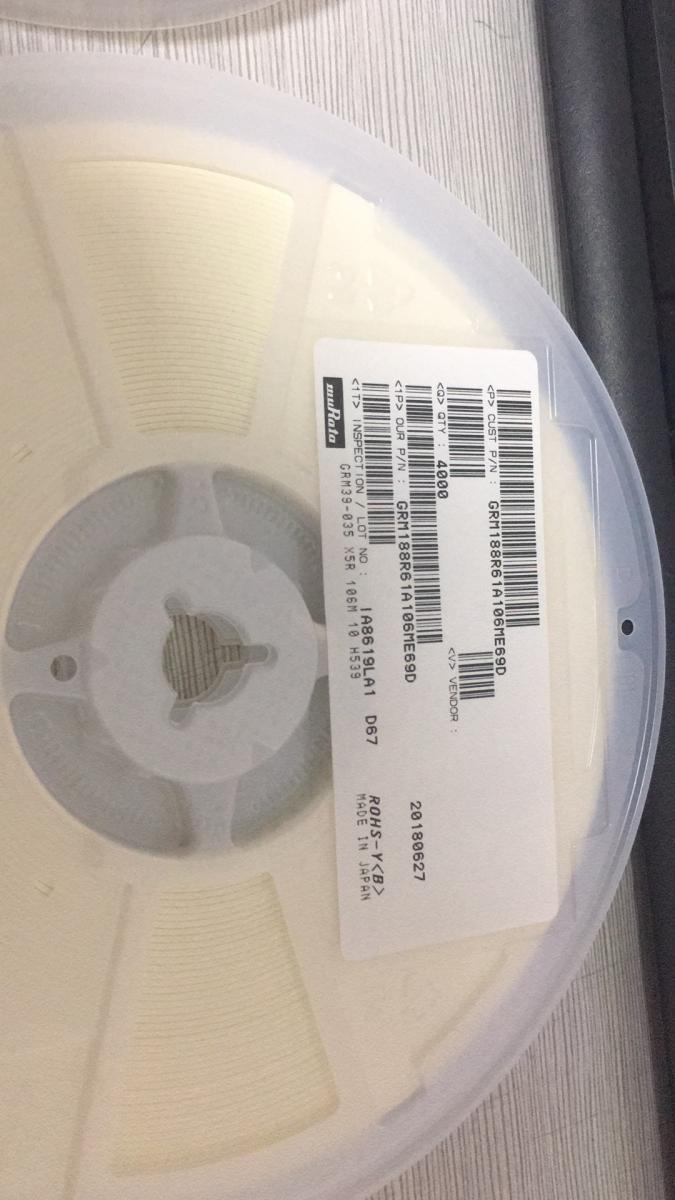 <P> CUST P/N : GRM188R61A106ME69D
<Q> QTY : 4000
<V> VENDOR :
<1P> OUR P/N : GRM188R61A106ME69D 20180627
<1T> INSPECTION / LOT NO : IA8619LA1 D67 ROHS-Y<B>
muRata GRM39-035 X5R 106M 10 H539 MADE IN JAPAN